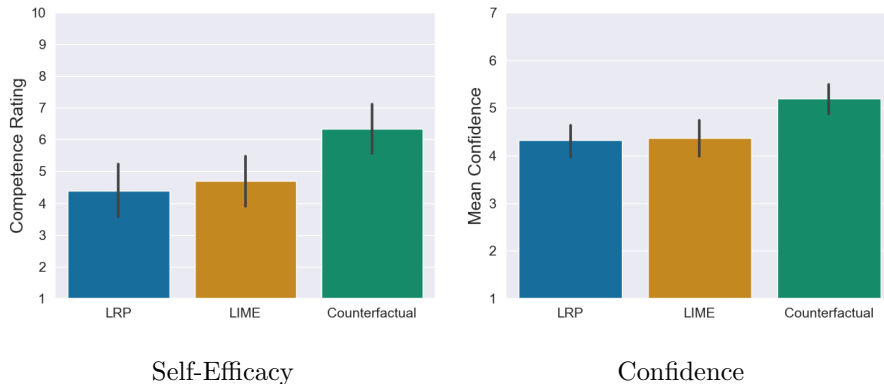 10
9
8
7
6
5
4
3
2
1
Competence Rating
LRP LIME Counterfactual
Self-Efficacy
7
6
5
4
3
2
1
Mean Confidence
LRP LIME Counterfactual
Confidence